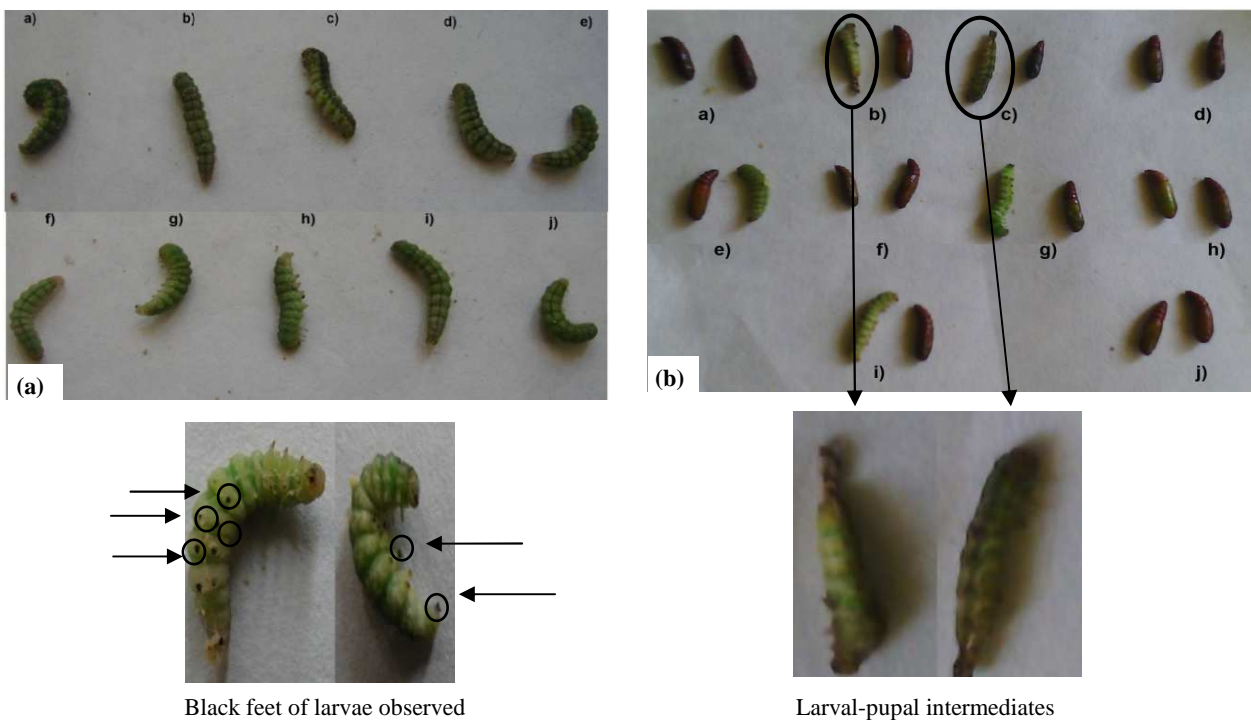 a) b) c) d) e)
f) g) h) i) j)
(a)
a) b) c) d)
e) f) g) h)
i) j)
(b)
Black feet of larvae observed
Larval-pupal intermediates